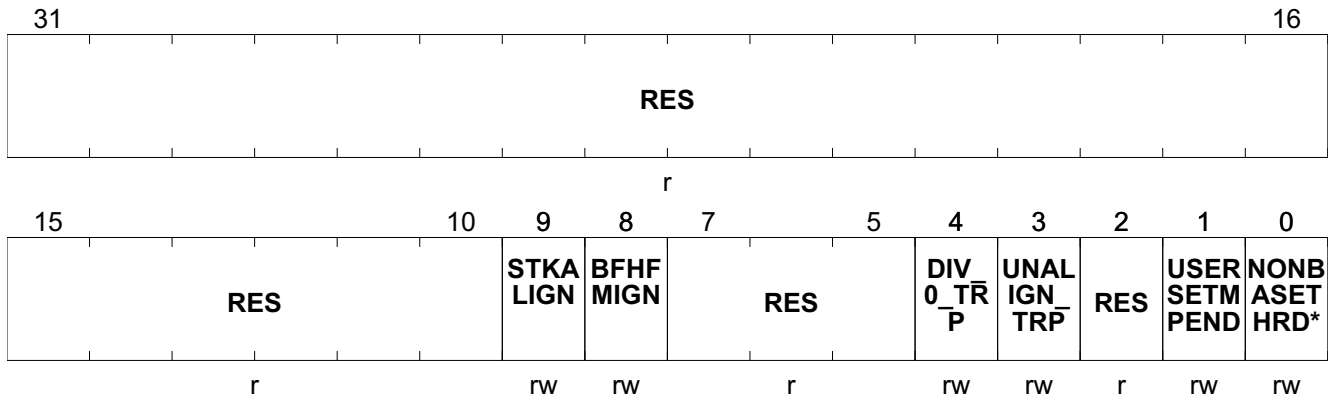 31 16
RES
r
15 10 9 8 7 5 4 3 2 1 0
RES STKA LIGN BFHF MIGN RES DIV_ 0_TR P UNAL IGN_ TRP RES USER SETM PEND NONB ASET HRD*
r rw rw r rw rw r rw rw